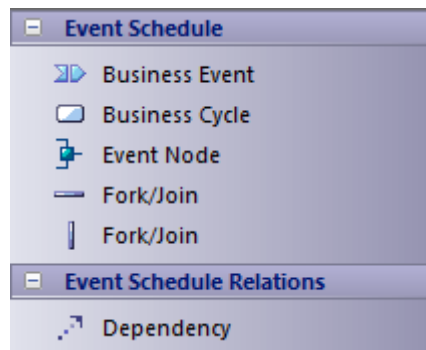 Event Schedule
Business Event
Business Cycle
Event Node
Fork/Join
Fork/Join
Event Schedule Relations
Dependency